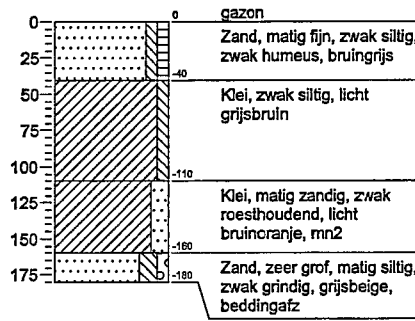 0
0
gazon
Zand, matig fijn, zwak siltig,
zwak humeus, bruingrijs
25
-40
50
Klei, zwak siltig, licht
grijsbruin
75
100
-110
125
Klei, matig zandig, zwak
roesthoudend, licht
bruinoranje, mn2
150
-160
175
Zand, zeer grof, matig siltig,
zwak grindig, grijsbeige,
beddingafz
-180